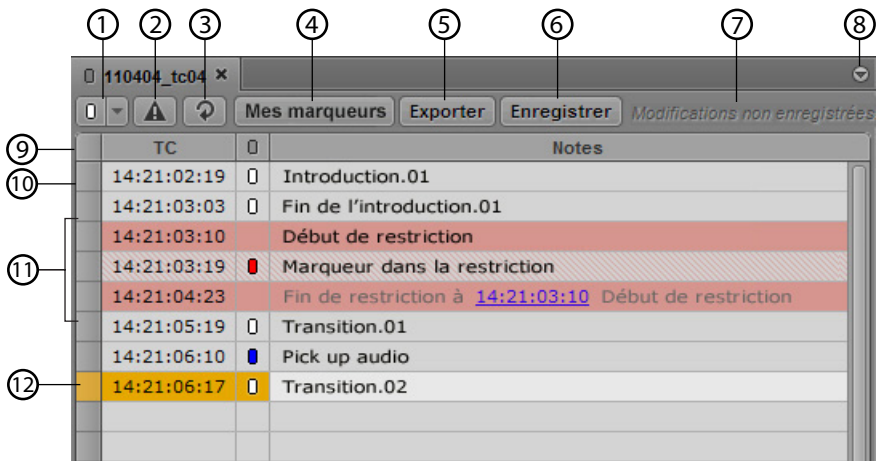 1 2 3 4 5 6 7 8
110404_tc04 ×
Mes marqueurs Exporter Enregistrer Modifications non enregistrées
9 TC Notes
10 14:21:02:19 Introduction.01
14:21:03:03 Fin de l'introduction.01
14:21:03:10 Début de restriction
11 14:21:03:19 Marqueur dans la restriction
14:21:04:23 Fin de restriction à 14:21:03:10 Début de restriction
14:21:05:19 Transition.01
14:21:06:10 Pick up audio
12 14:21:06:17 Transition.02